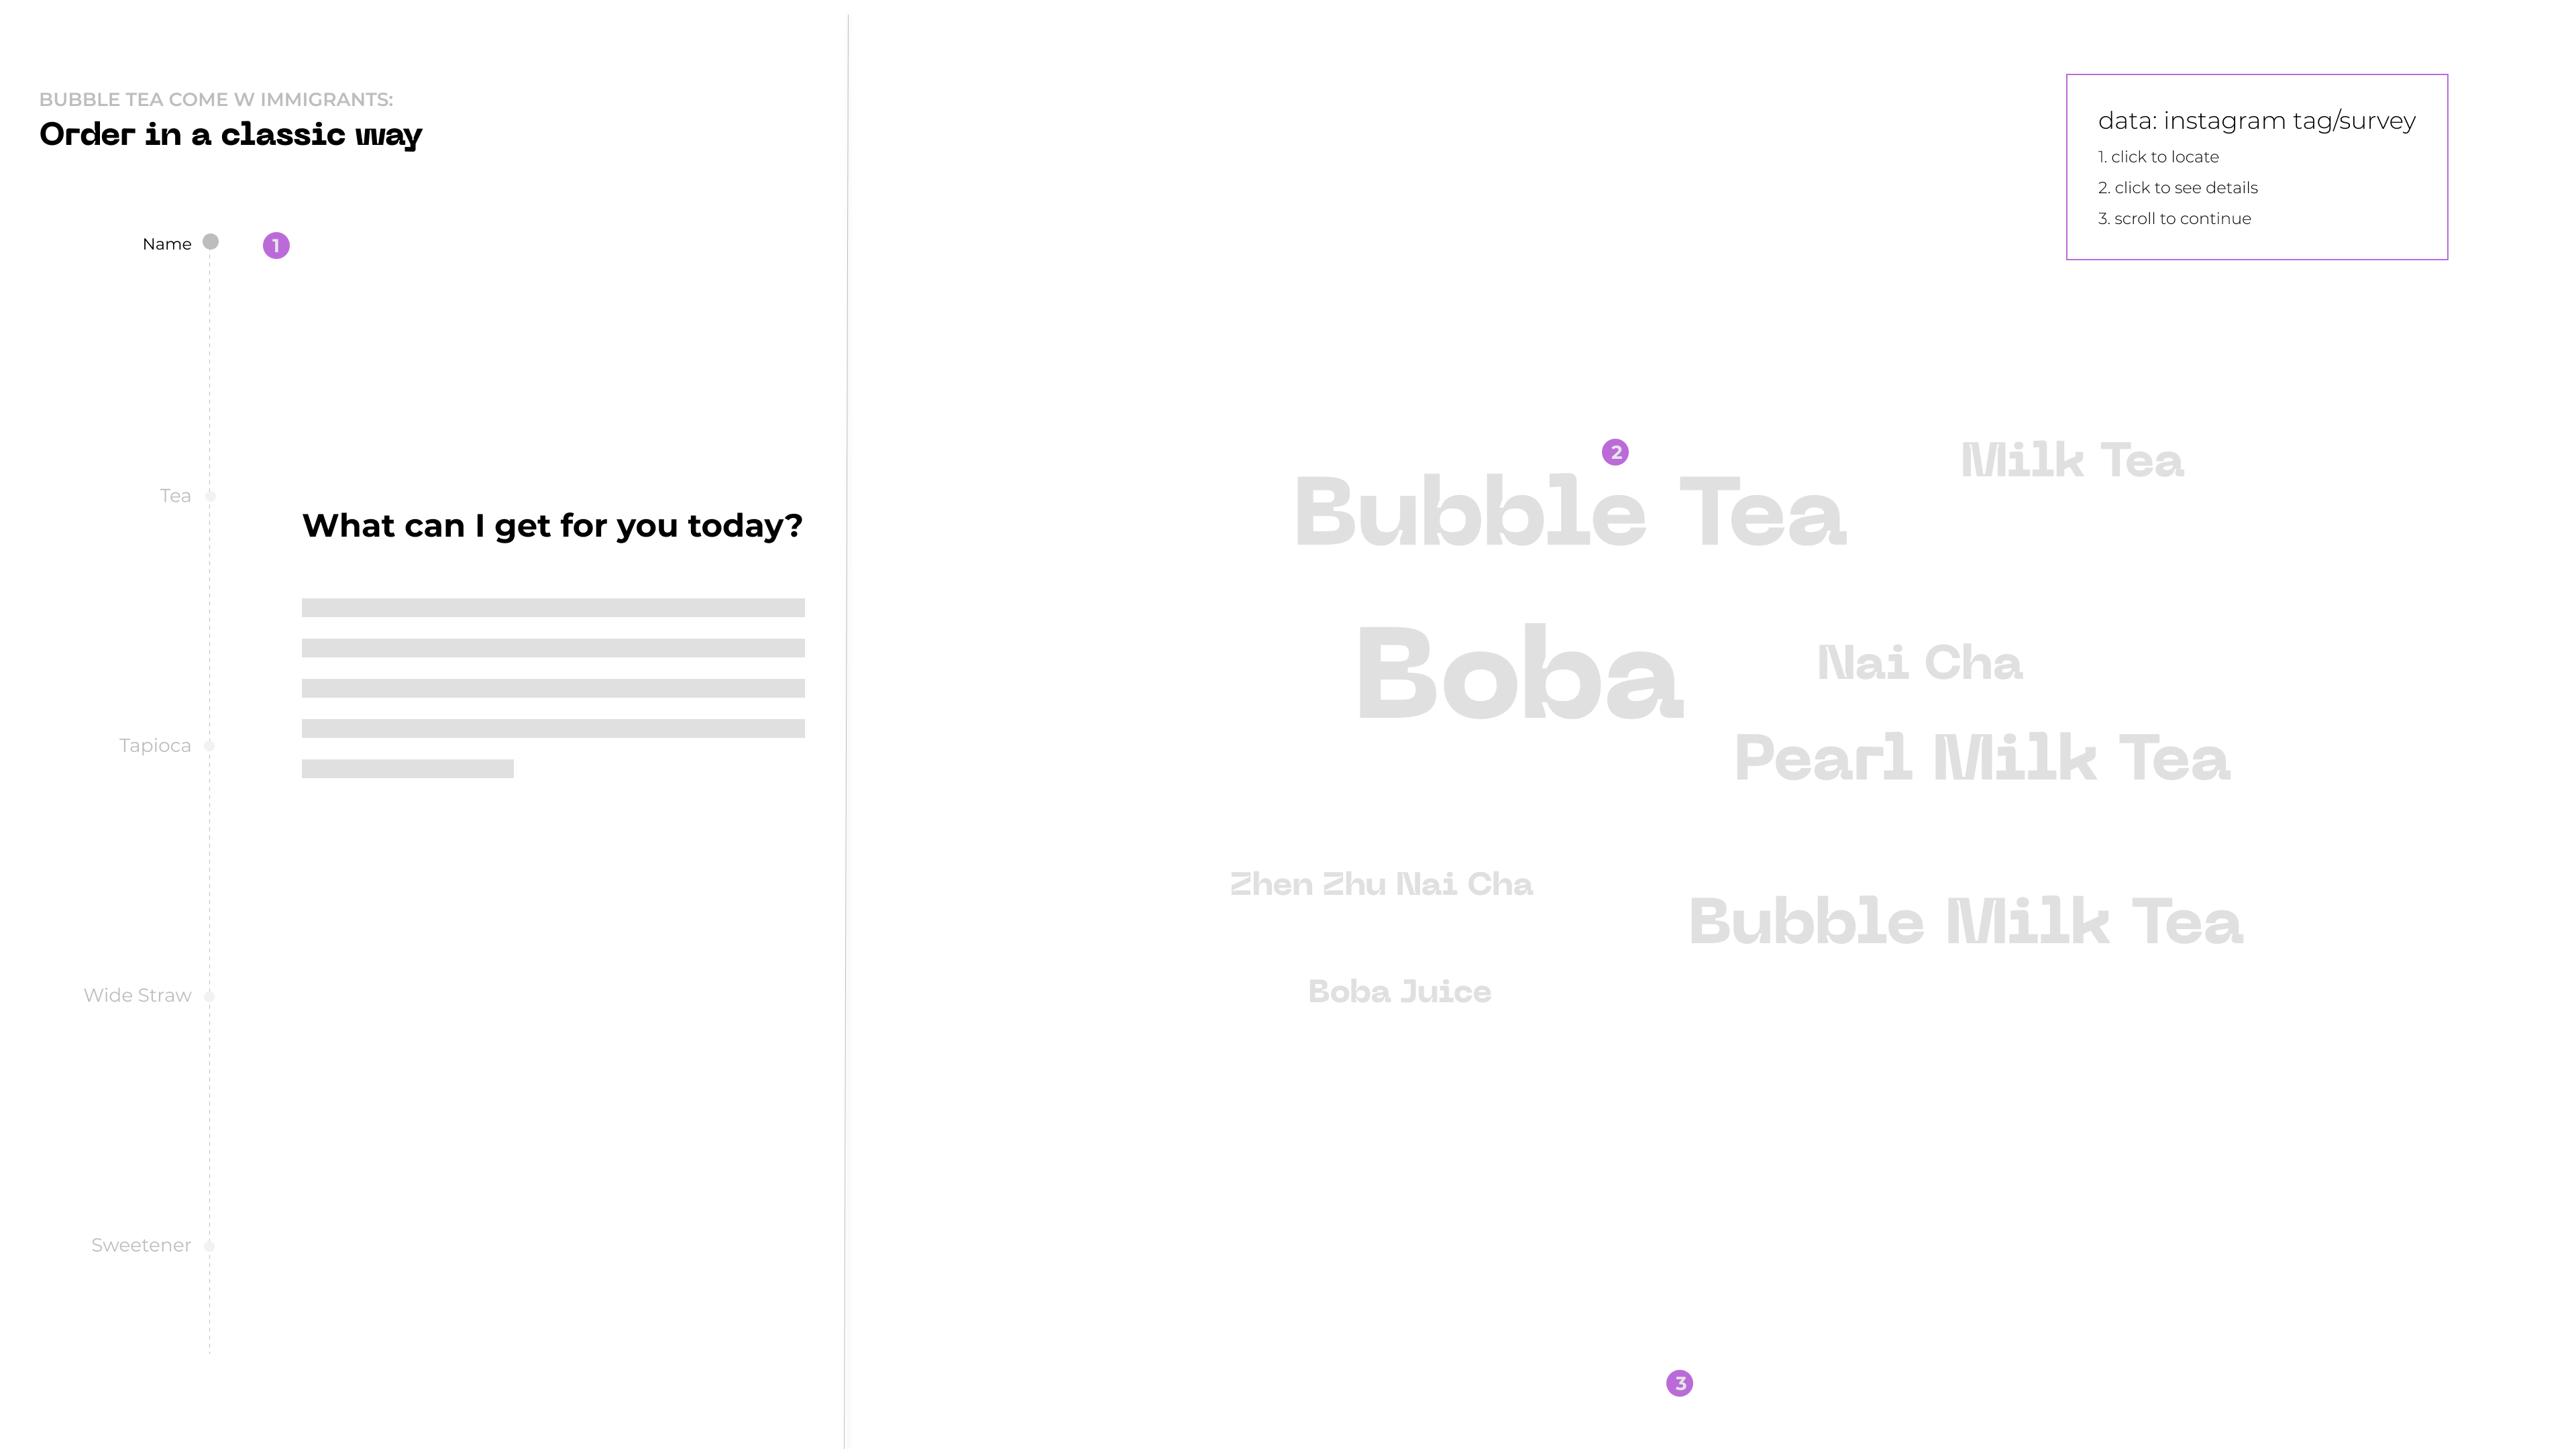 BUBBLE TEA COME W IMMIGRANTS:
Order in a classic way
Name
1
Tea
Tapioca
Wide Straw
Sweetener
What can I get for you today?
data: instagram tag/survey
1. click to locate
2. click to see details
3. scroll to continue
2
Milk Tea
Bubble Tea
Boba
Nai Cha
Pearl Milk Tea
Zhen Zhu Nai Cha
Bubble Milk Tea
Boba Juice
3